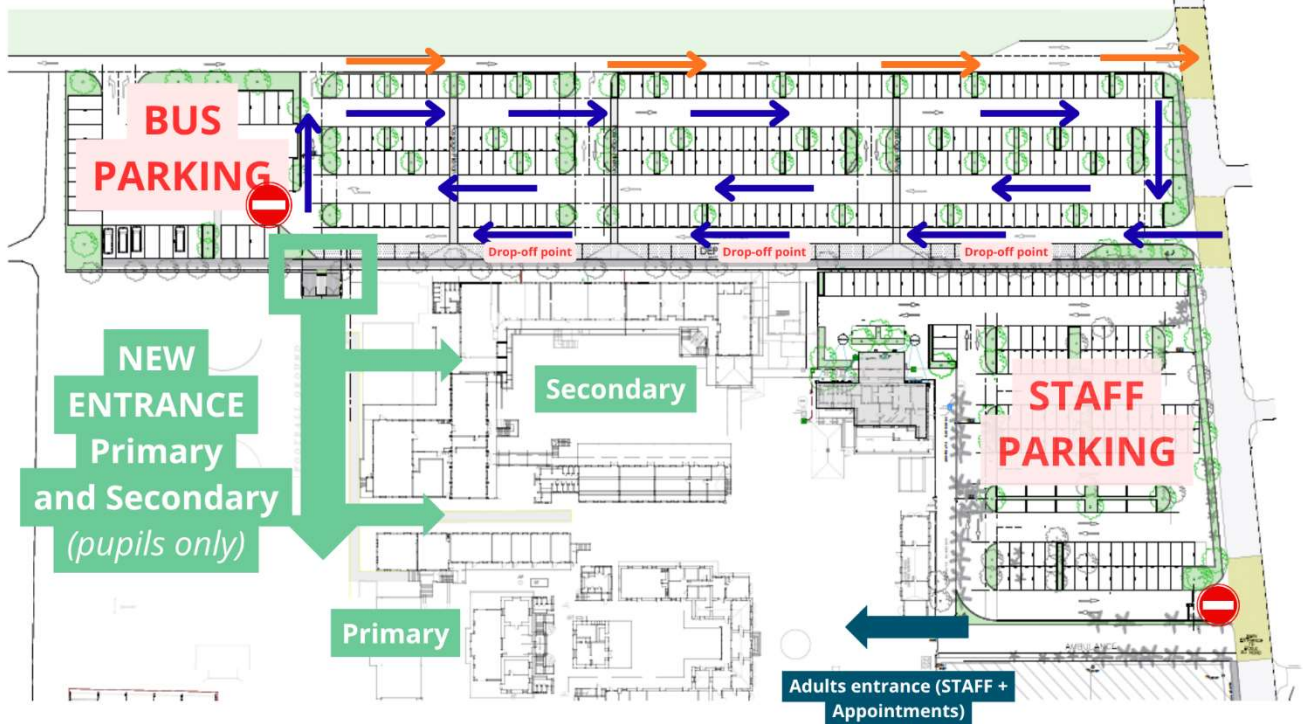 BUS
PARKING
Drop-off point
Drop-off point
Drop-off point
NEW
ENTRANCE
Primary
and Secondary
(pupils only)
Secondary
STAFF
PARKING
Primary
AMBULANCE
Adults entrance (STAFF +
Appointments)